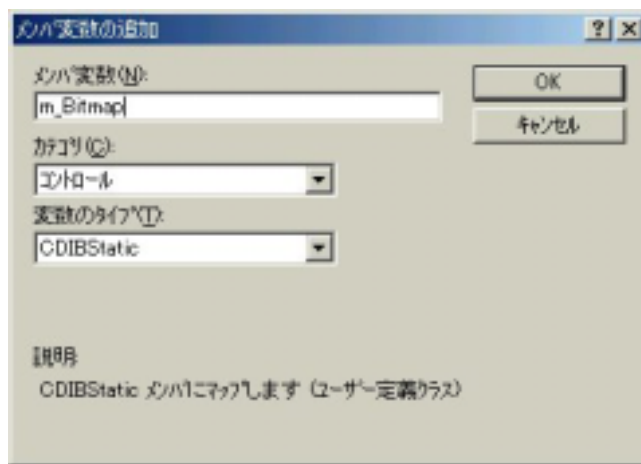 メンバ変数の追加
メンバ変数(N):
m_Bitmap
OK
キャンセル
カテゴリ(C):
コントロール
変数のタイプ(T):
CDIBStatic
説明:
CDIBStatic メンバにマップします (ユーザー定義クラス)